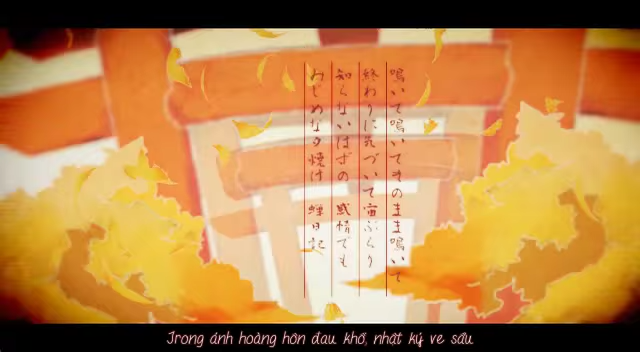 鳴いて鳴いてそのまま鳴いて
終わりに気づいて宙ぶらり
知らないはずの 感情でも
みじめな夕焼け 蝉日記
Trong ánh hoàng hôn đau khổ, nhật ký ve sầu